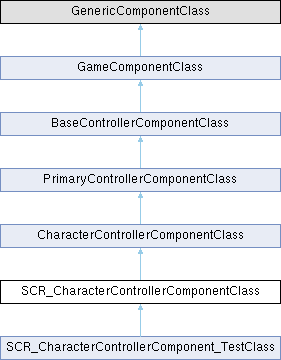 GenericComponentClass
GameComponentClass
BaseControllerComponentClass
PrimaryControllerComponentClass
CharacterControllerComponentClass
SCR_CharacterControllerComponentClass
SCR_CharacterControllerComponent_TestClass